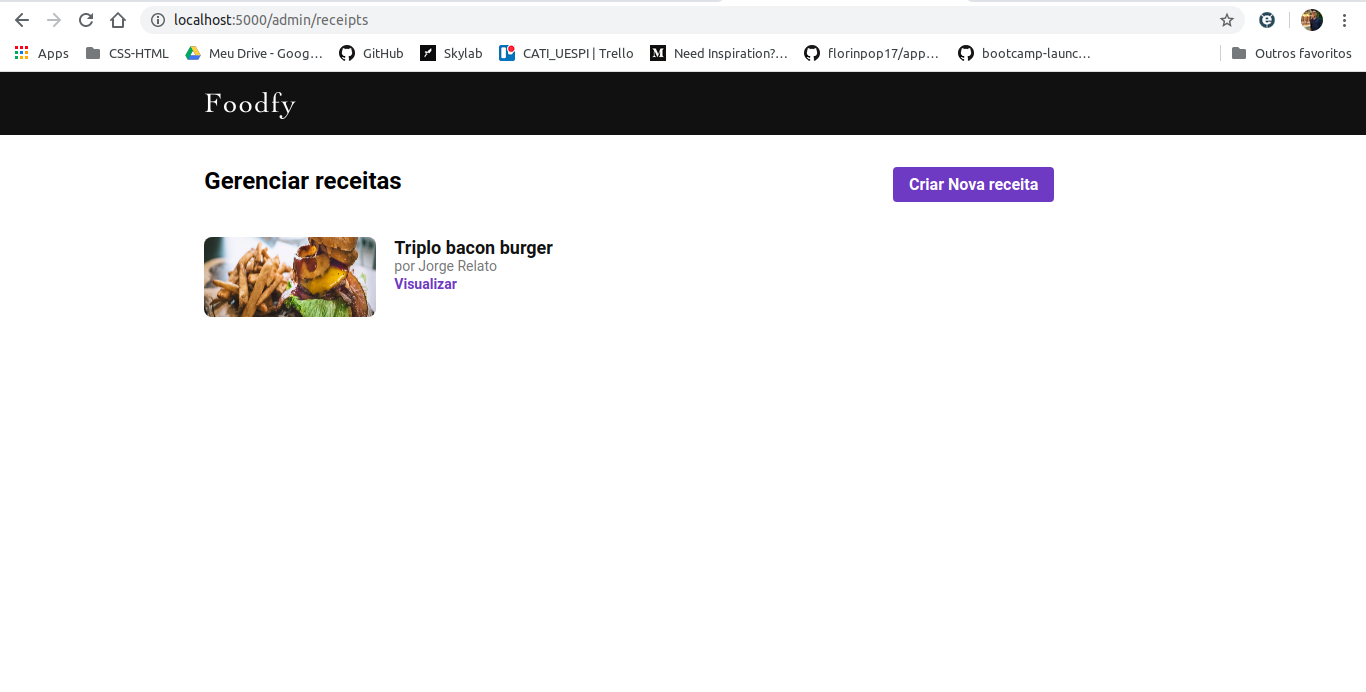 localhost:5000/admin/receipts
Apps CSS-HTML Meu Drive - Goog... GitHub Skylab CATI_UESPI | Trello Need Inspiration?... florinpop17/app... bootcamp-launc... Outros favoritos
Foodfy
Gerenciar receitas Criar Nova receita
Triplo bacon burger
por Jorge Relato
Visualizar